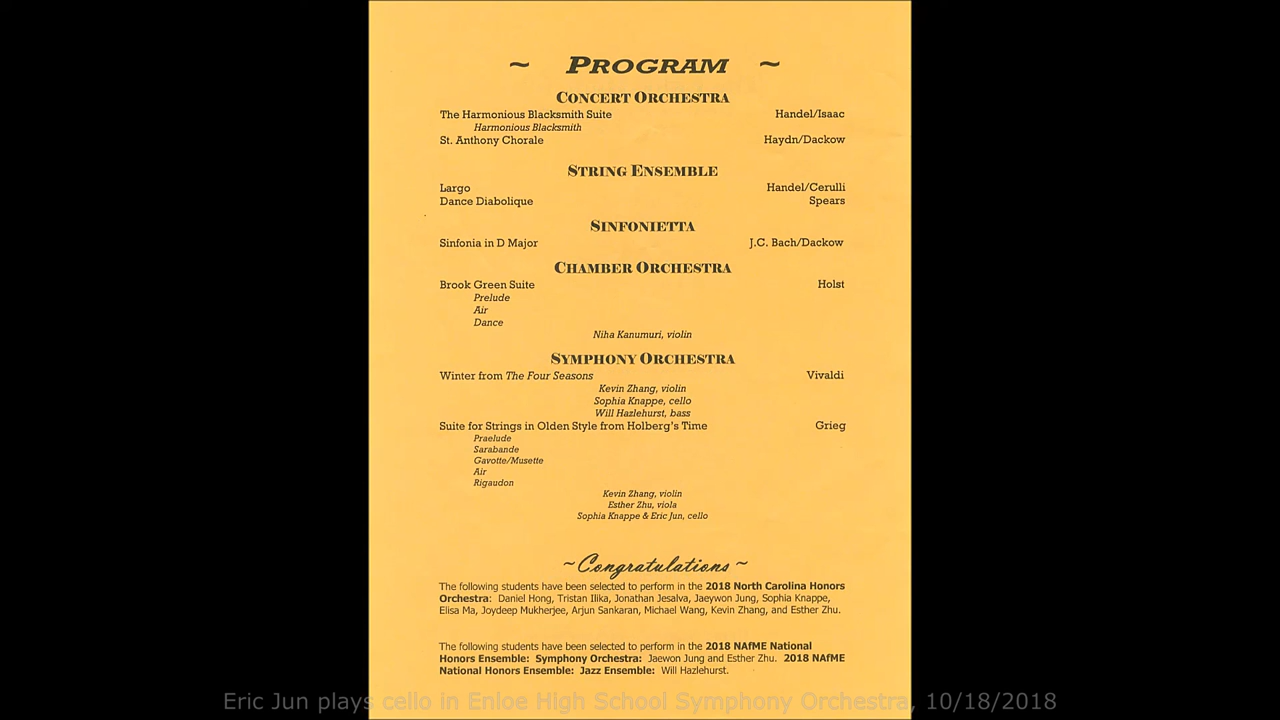 ~ PROGRAM ~
CONCERT ORCHESTRA
The Harmonious Blacksmith Suite Handel/Isaac
Harmonious Blacksmith
St. Anthony Chorale Haydn/Dackow
STRING ENSEMBLE
Largo Handel/Cerulli
Dance Diabolique Spears
SINFONIETTA
Sinfonia in D Major J.C. Bach/Dackow
CHAMBER ORCHESTRA
Brook Green Suite Holst
Prelude
Air
Dance
Niha Kanumuri, violin
SYMPHONY ORCHESTRA
Winter from The Four Seasons Vivaldi
Kevin Zhang, violin
Sophia Knappe, cello
Will Hazlehurst, bass
Suite for Strings in Olden Style from Holberg's Time Grieg
Praelude
Sarabande
Gavotte/Musette
Air
Rigaudon
Kevin Zhang, violin
Esther Zhu, viola
Sophia Knappe & Eric Jun, cello
~Congratulations~
The following students have been selected to perform in the 2018 North Carolina Honors
Orchestra: Daniel Hong, Tristan Ilika, Jonathan Jesalva, Jaeywon Jung, Sophia Knappe,
Elisa Ma, Joydeep Mukherjee, Arjun Sankaran, Michael Wang, Kevin Zhang, and Esther Zhu.
The following students have been selected to perform in the 2018 NAfME National
Honors Ensemble: Symphony Orchestra: Jaewon Jung and Esther Zhu. 2018 NAfME
National Honors Ensemble: Jazz Ensemble: Will Hazlehurst.
Eric Jun plays cello in Enloe High School Symphony Orchestra, 10/18/2018